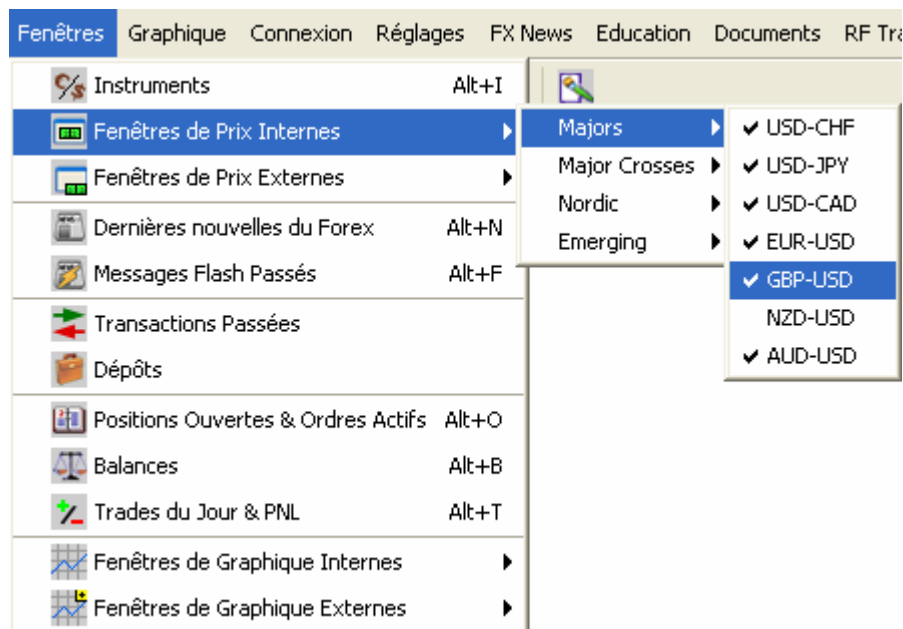 Fenêtres Graphique Connexion Réglages FX News Education Documents RF
Instruments Alt+I
Fenêtres de Prix Internes
Fenêtres de Prix Externes
Dernières nouvelles du Forex Alt+N
Messages Flash Passés Alt+F
Transactions Passées
Dépôts
Positions Ouvertes & Ordres Actifs Alt+O
Balances Alt+B
Trades du Jour & PNL Alt+T
Fenêtres de Graphique Internes
Fenêtres de Graphique Externes
Majors
Major Crosses
Nordic
Emerging
USD-CHF
USD-JPY
USD-CAD
EUR-USD
GBP-USD
NZD-USD
AUD-USD